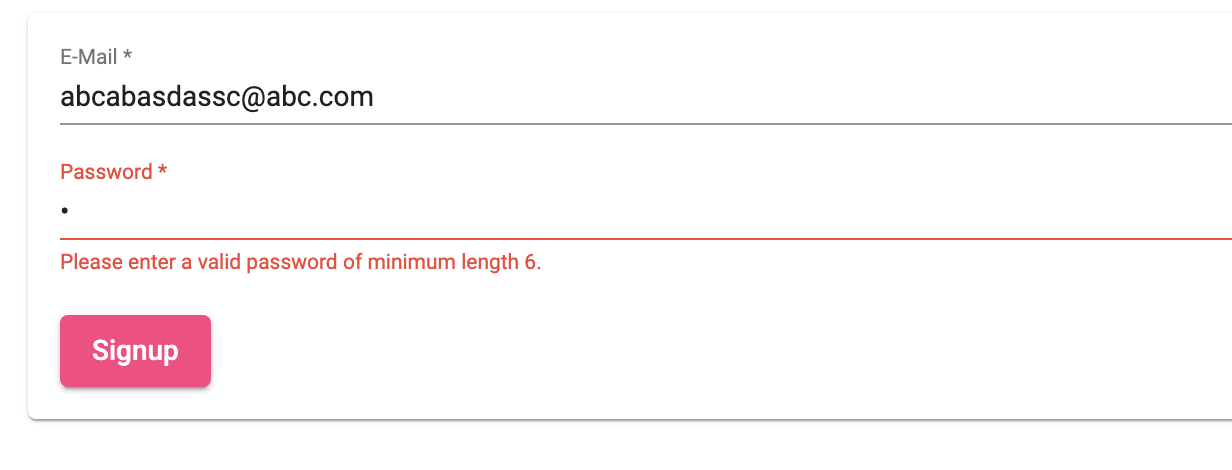 E-Mail *
abcabasdassc@abc.com
Password *
•
Please enter a valid password of minimum length 6.
Signup